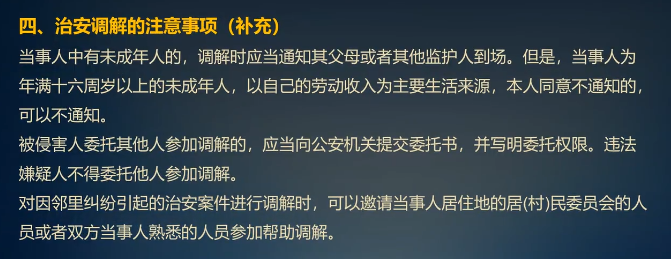 四、治安调解的注意事项（补充）
当事人中有未成年人的，调解时应当通知其父母或者其他监护人到场。但是，当事人为
年满十六周岁以上的未成年人，以自己的劳动收入为主要生活来源，本人同意不通知的，
可以不通知。
被侵害人委托其他人参加调解的，应当向公安机关提交委托书，并写明委托权限。违法
嫌疑人不得委托他人参加调解。
对因邻里纠纷引起的治安案件进行调解时，可以邀请当事人居住地的居(村)民委员会的人
员或者双方当事人熟悉的人员参加帮助调解。